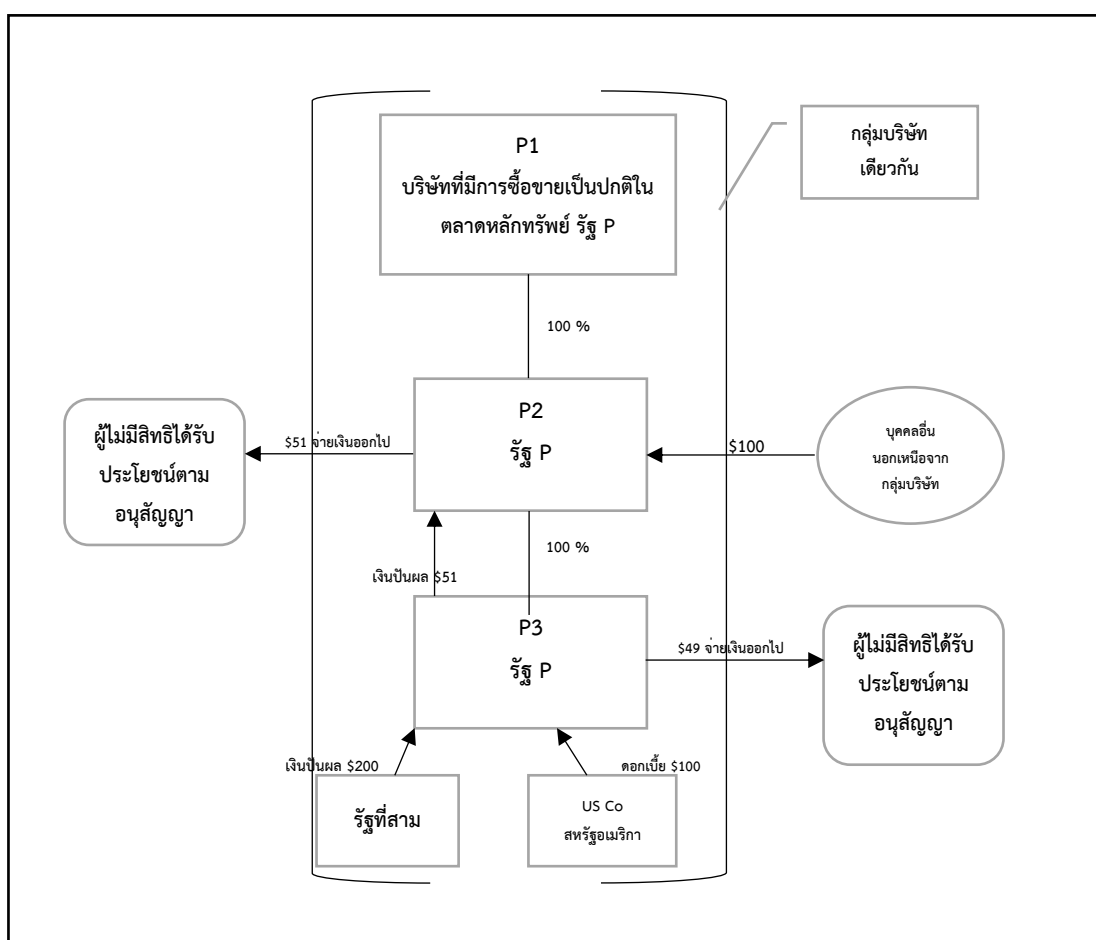 P1
บริษัทที่มีการซื้อขายเป็นปกติใน
ตลาดหลักทรัพย์ รัฐ P
กลุ่มบริษัท
เดียวกัน
100 %
P2
รัฐ P
ผู้ไม่มีสิทธิได้รับ
ประโยชน์ตาม
อนุสัญญา
$51 จ่ายเงินออกไป
$100
บุคคลอื่น
นอกเหนือจาก
กลุ่มบริษัท
100 %
เงินปันผล $51
P3
รัฐ P
$49 จ่ายเงินออกไป
ผู้ไม่มีสิทธิได้รับ
ประโยชน์ตาม
อนุสัญญา
เงินปันผล $200
ดอกเบี้ย $100
รัฐที่สาม
US Co
สหรัฐอเมริกา